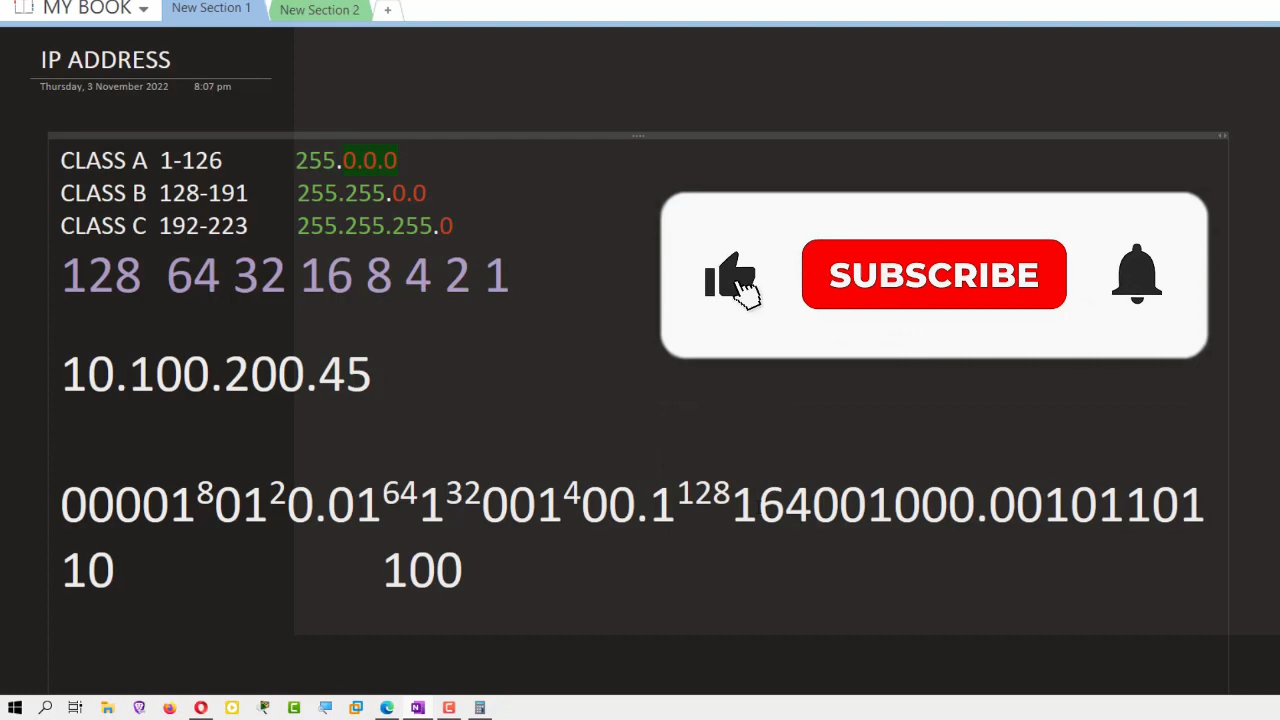 MY BOOK New Section 1 New Section 2 +
IP ADDRESS
Thursday, 3 November 2022 8:07 pm
CLASS A 1-126 255.0.0.0
CLASS B 128-191 255.255.0.0
CLASS C 192-223 255.255.255.0
128 64 32 16 8 4 2 1
SUBSCRIBE
10.100.200.45
00001⁸01²0.01⁶⁴1³²001⁴00.1¹²⁸164001000.00101101
10 100